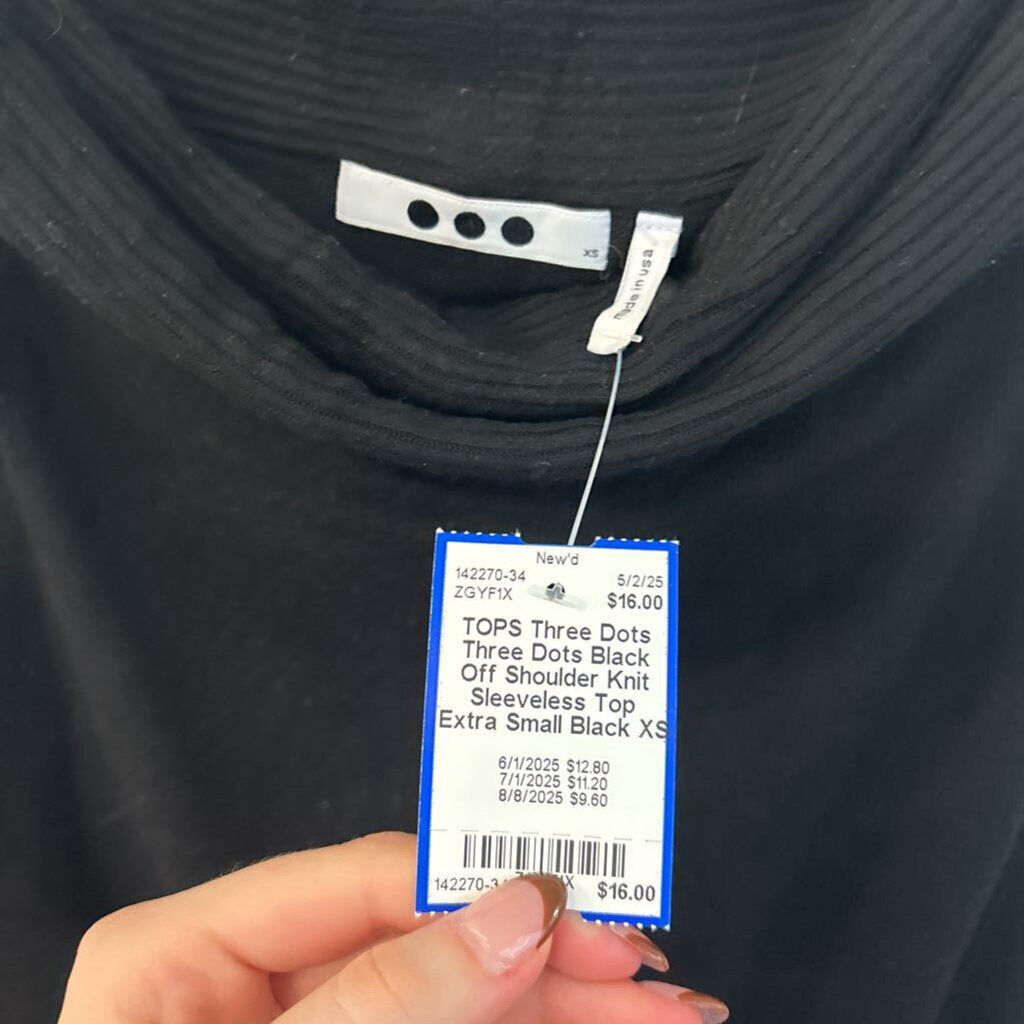 XS
made in usa
New'd
142270-34
5/2/25
ZGYF1X
$16.00
TOPS Three Dots
Three Dots Black
Off Shoulder Knit
Sleeveless Top
Extra Small Black XS
6/1/2025 $12.80
7/1/2025 $11.20
8/8/2025 $9.60
$16.00